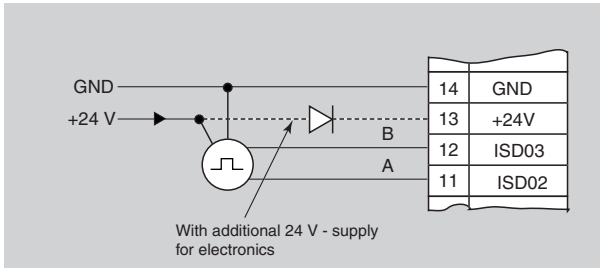 GND
14 GND
+24 V
13 +24V
B
12 ISD03
A
11 ISD02
With additional 24 V - supply
for electronics